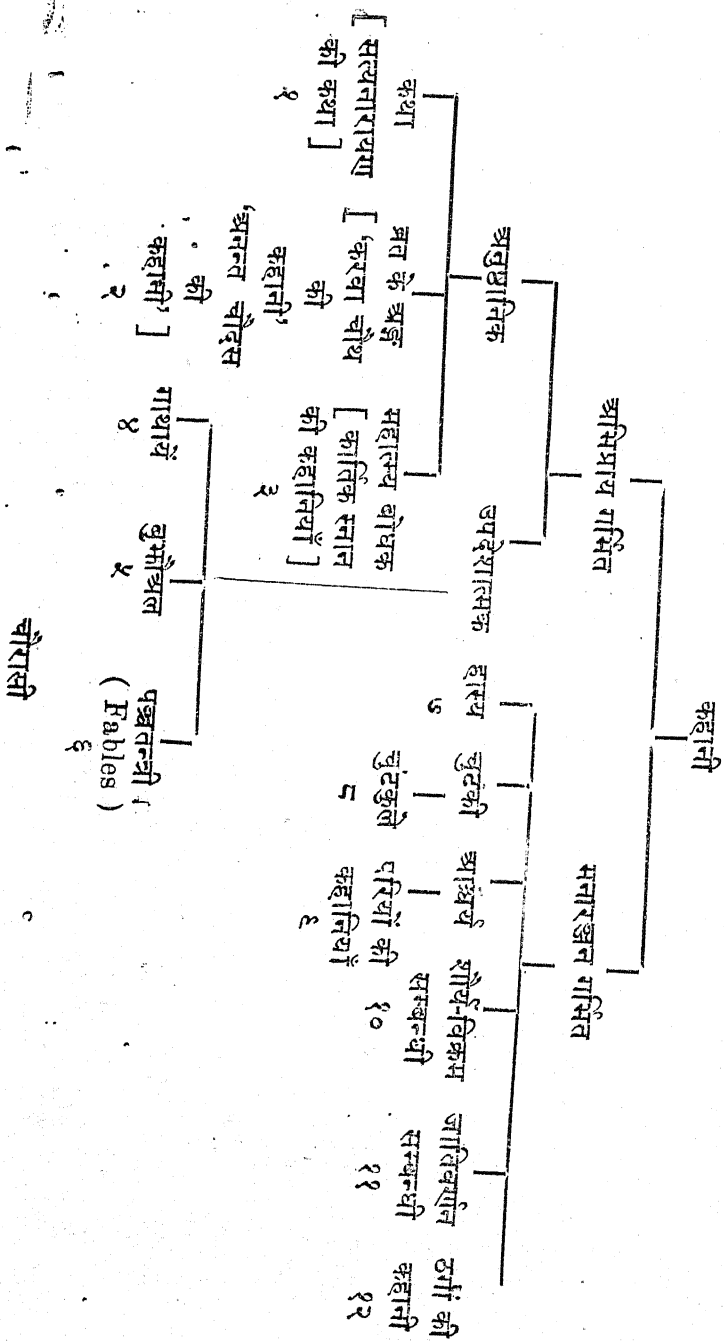 कहानी
अभिप्राय गर्भित
मनोरञ्जन गर्भित
अनुष्ठानिक
उपदेशात्मक
कथा
[ सत्यनारायण
की कथा ]
१
व्रत के अङ्ग
[ 'करवा चौथ
की
कहानी'
'अनन्त चौदस
की
कहानी' ]
२
महात्म्य बोधक
[ कार्तिक स्नान
की कहानियाँ ]
३
गाथायें
४
बुझौअल
५
पञ्चतन्त्री
( Fables )
६
हास्य
७
चुटकी
चुटकुले
८
आश्चर्य
परियों की
कहानियाँ
९
शौर्य-विक्रम
सम्बन्धी
१०
जातिवर्णन
सम्बन्धी
११
ठगों की
कहानी
१२
चौरासी